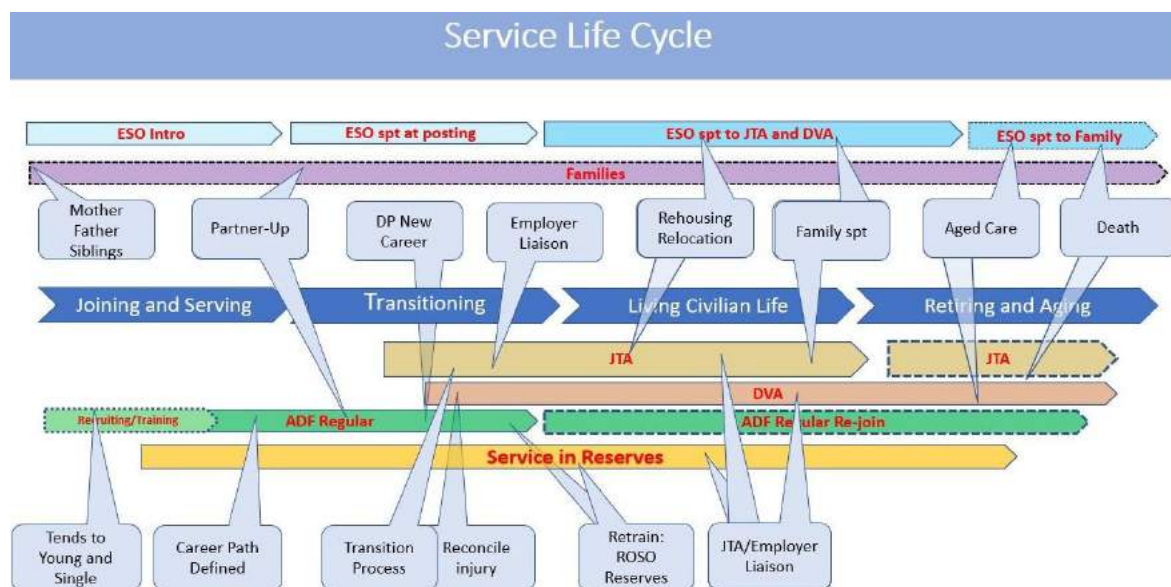 Service Life Cycle
ESO Intro
ESO spt at posting
ESO spt to JTA and DVA
ESO spt to Family
Families
Mother
Father
Siblings
Partner-Up
DP New
Career
Employer
Liaison
Rehousing
Relocation
Family spt
Aged Care
Death
Joining and Serving
Transitioning
Living Civilian Life
Retiring and Aging
JTA
JTA
DVA
Recruiting/Training
ADF Regular
ADF Regular Re-join
Service in Reserves
Tends to
Young and
Single
Career Path
Defined
Transition
Process
Reconcile
injury
Retrain:
ROSO
Reserves
JTA/Employer
Liaison